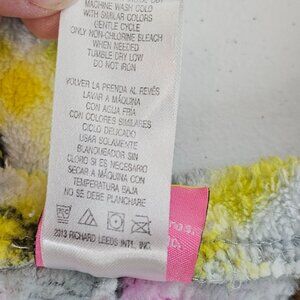 MACHINE WASH COLD
WITH SIMILAR COLORS
GENTLE CYCLE
ONLY NON-CHLORINE BLEACH
WHEN NEEDED
TUMBLE DRY LOW
DO NOT IRON
VOLVER LA PRENDA AL REVÉS
LAVAR A MÁQUINA
CON AGUA FRIA
CON COLORES SIMILARES
CICLO DELICADO
USAR SOLAMENTE
BLANQUEADOR SIN
CLORO SI ES NECESARIO
SECAR A MÁQUINA CON
TEMPERATURA BAJA
NO SE DEBE PLANCHARE
2013 RICHARD LEEDS INT'L, INC.